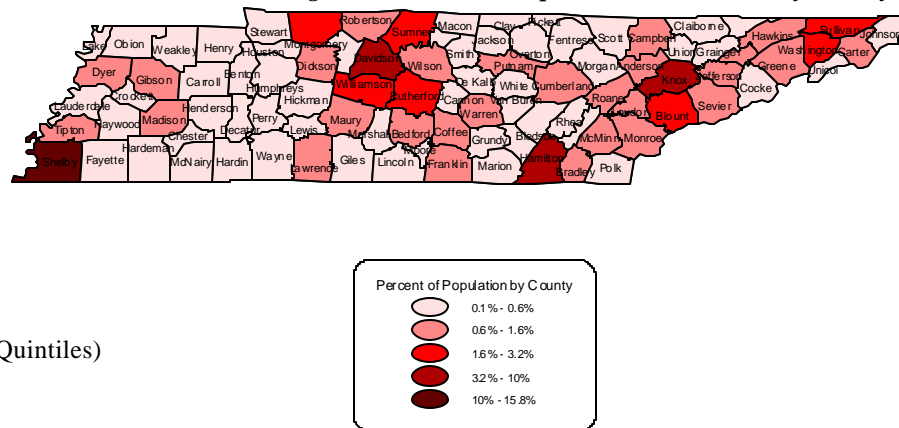 Lake Obion Weakley Henry Stewart Montgomery Robertson Sumner Macon Clay Pickett Fentress Scott Campbell Claiborne Hawkins Sullivan Johnson
Houston Dickson Davidson Wilson Smith Jackson Overton Putnam Morgan Anderson Union Grainger Greene Washington Carter Unicoi
Dyer Gibson Carroll Benton Humphreys Hickman Williamson Rutherford Cannon De Kalb White Cumberland Roane Knox Jefferson Cocke
Lauderdale Crockett Haywood Madison Henderson Decatur Perry Lewis Maury Marshall Bedford Coffee Warren Van Buren Bledsoe Rhea Loudon Blount Sevier
Tipton Chester Moore Grundy McMinn Monroe
Shelby Fayette Hardeman McNairy Hardin Wayne Lawrence Giles Lincoln Franklin Marion Hamilton Bradley Polk
Percent of Population by County
0.1% - 0.6%
0.6% - 1.6%
1.6% - 3.2%
3.2% - 10%
10% - 15.8%
Quintiles)